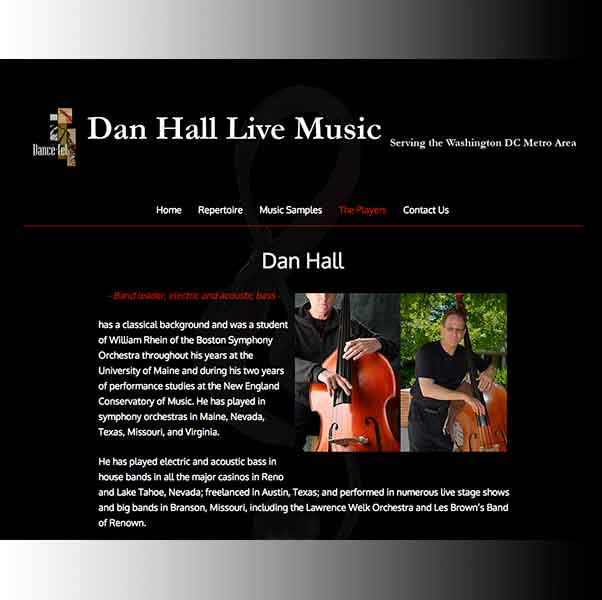 Dance Tel
Dan Hall Live Music
Serving the Washington DC Metro Area
Home Repertoire Music Samples The Players Contact Us
Dan Hall
- Band leader, electric and acoustic bass -
has a classical background and was a student
of William Rhein of the Boston Symphony
Orchestra throughout his years at the
University of Maine and during his two years
of performance studies at the New England
Conservatory of Music. He has played in
symphony orchestras in Maine, Nevada,
Texas, Missouri, and Virginia.
He has played electric and acoustic bass in
house bands in all the major casinos in Reno
and Lake Tahoe, Nevada; freelanced in Austin, Texas; and performed in numerous live stage shows
and big bands in Branson, Missouri, including the Lawrence Welk Orchestra and Les Brown's Band
of Renown.